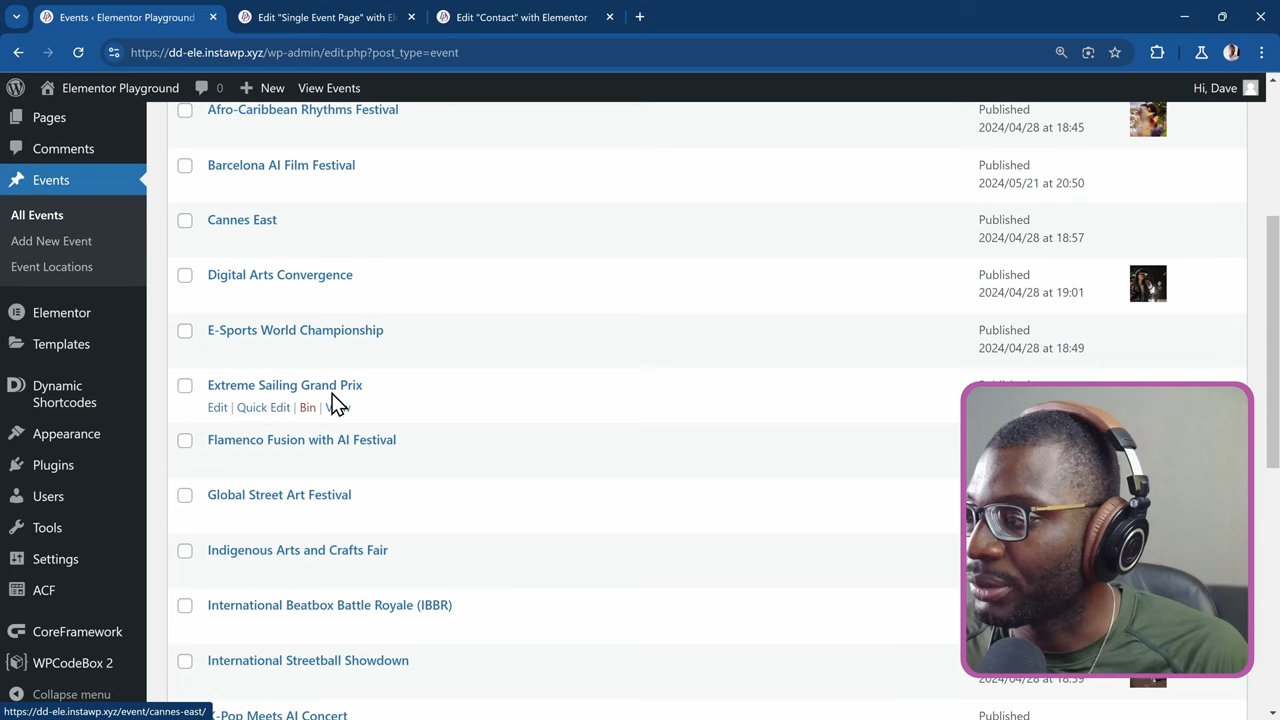 Events ‹ Elementor Playground
Edit "Single Event Page" with El
Edit "Contact" with Elementor
https://dd-ele.instawp.xyz/wp-admin/edit.php?post_type=event
Elementor Playground
0
New
View Events
Hi, Dave
Pages
Comments
Events
All Events
Add New Event
Event Locations
Elementor
Templates
Dynamic
Shortcodes
Appearance
Plugins
Users
Tools
Settings
ACF
CoreFramework
WPCodeBox 2
Collapse menu
Afro-Caribbean Rhythms Festival
Published
2024/04/28 at 18:45
Barcelona AI Film Festival
Published
2024/05/21 at 20:50
Cannes East
Published
2024/04/28 at 18:57
Digital Arts Convergence
Published
2024/04/28 at 19:01
E-Sports World Championship
Published
2024/04/28 at 18:49
Extreme Sailing Grand Prix
Edit | Quick Edit | Bin |
Flamenco Fusion with AI Festival
Global Street Art Festival
Indigenous Arts and Crafts Fair
International Beatbox Battle Royale (IBBR)
International Streetball Showdown
2024/04/28 at 18:59
K-Pop Meets AI Concert
Published
https://dd-ele.instawp.xyz/event/cannes-east/